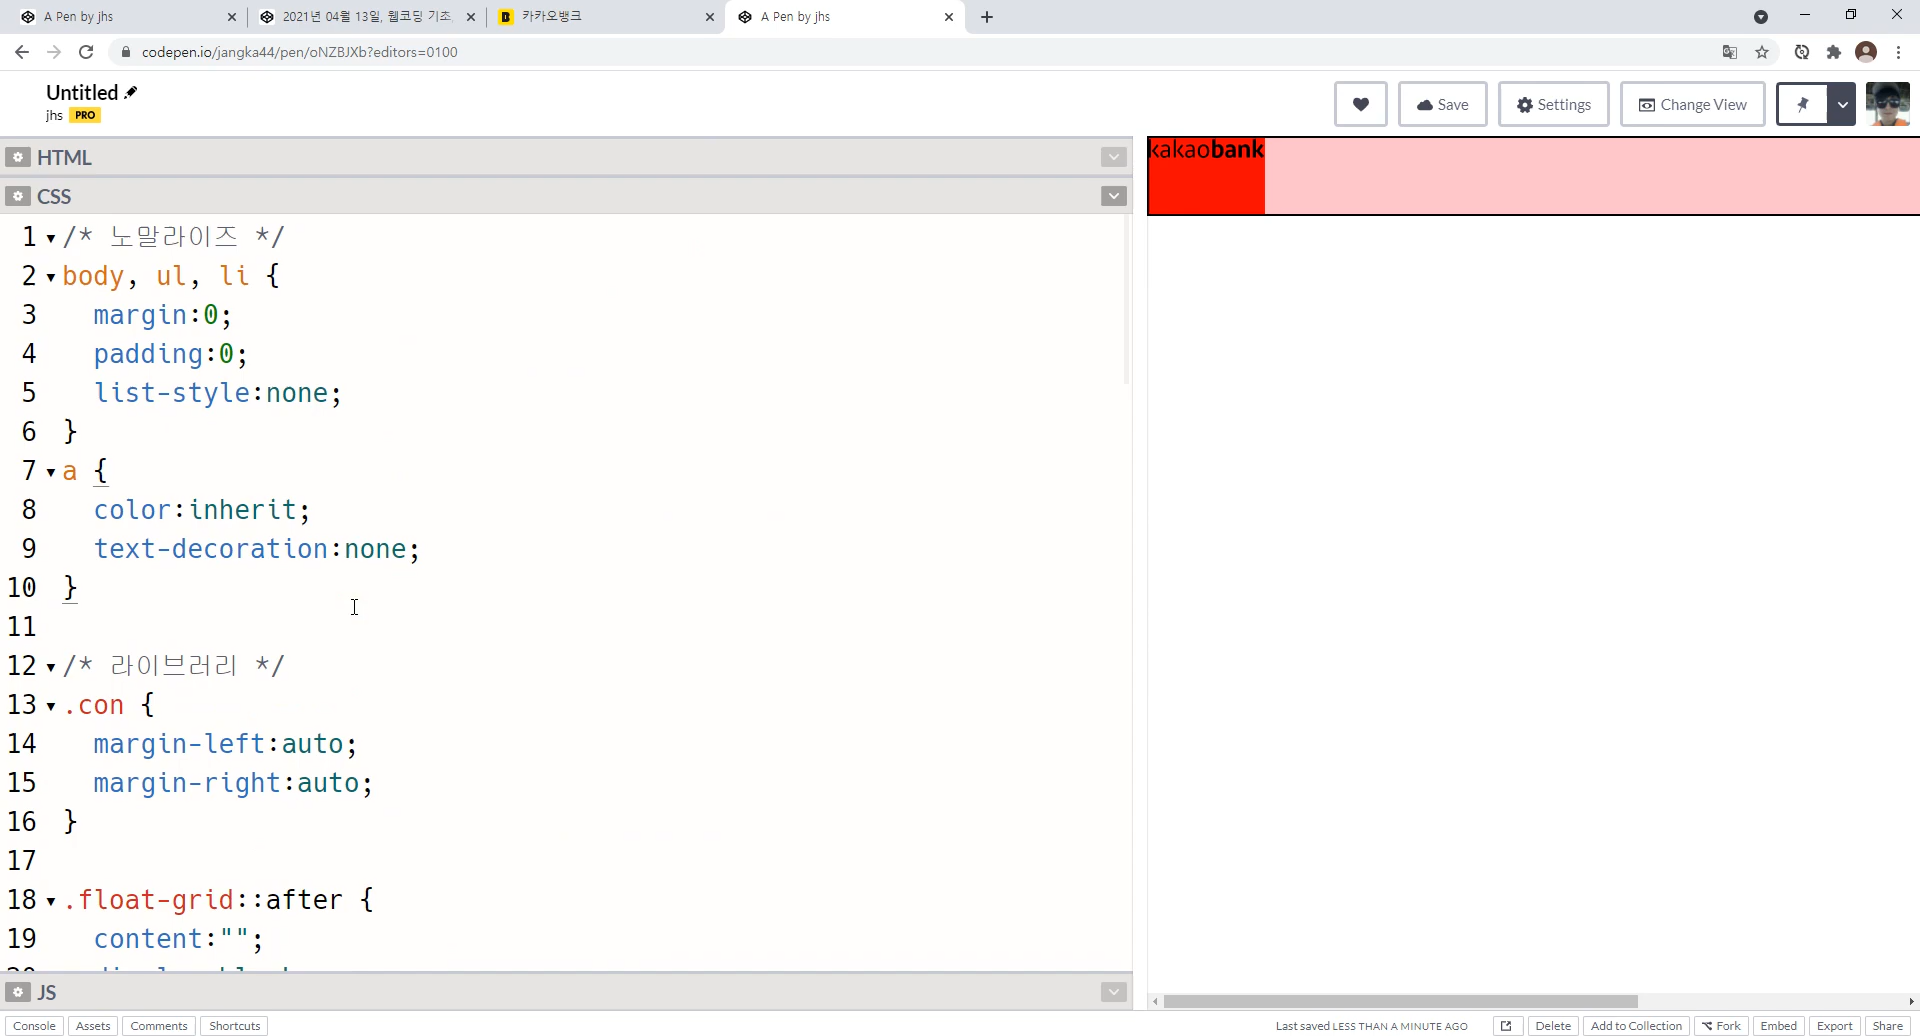 A Pen by jhs
2021년 04월 13일, 웹코딩 기초,
카카오뱅크
A Pen by jhs
codepen.io/jangka44/pen/oNZBJXb?editors=0100
Untitled
jhs PRO
Save
Settings
Change View
HTML
CSS
1 /* 노말라이즈 */
2 body, ul, li {
3 margin:0;
4 padding:0;
5 list-style:none;
6 }
7 a {
8 color:inherit;
9 text-decoration:none;
10 }
11
12 /* 라이브러리 */
13 .con {
14 margin-left:auto;
15 margin-right:auto;
16 }
17
18 .float-grid::after {
19 content:"";
kakaobank
JS
Console Assets Comments Shortcuts
Last saved LESS THAN A MINUTE AGO
Delete Add to Collection Fork Embed Export Share